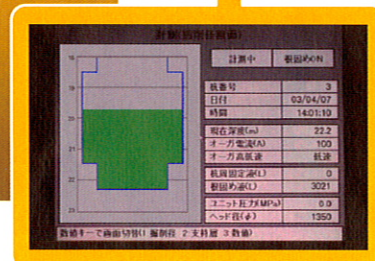 計測中 根固めON
杭番号 3
日付 03/04/07
時間 14:01:10
現在深度(m) 22.2
オーガ電流(A) 100
オーガ高低速 低速
杭周固定液(L) 0
根固め液(L) 3021
ユニット圧力(MPa) 0.0
ヘッド径(φ) 1350
数値キーで画面切替(1 掘削径 2:支持層 3:数値)